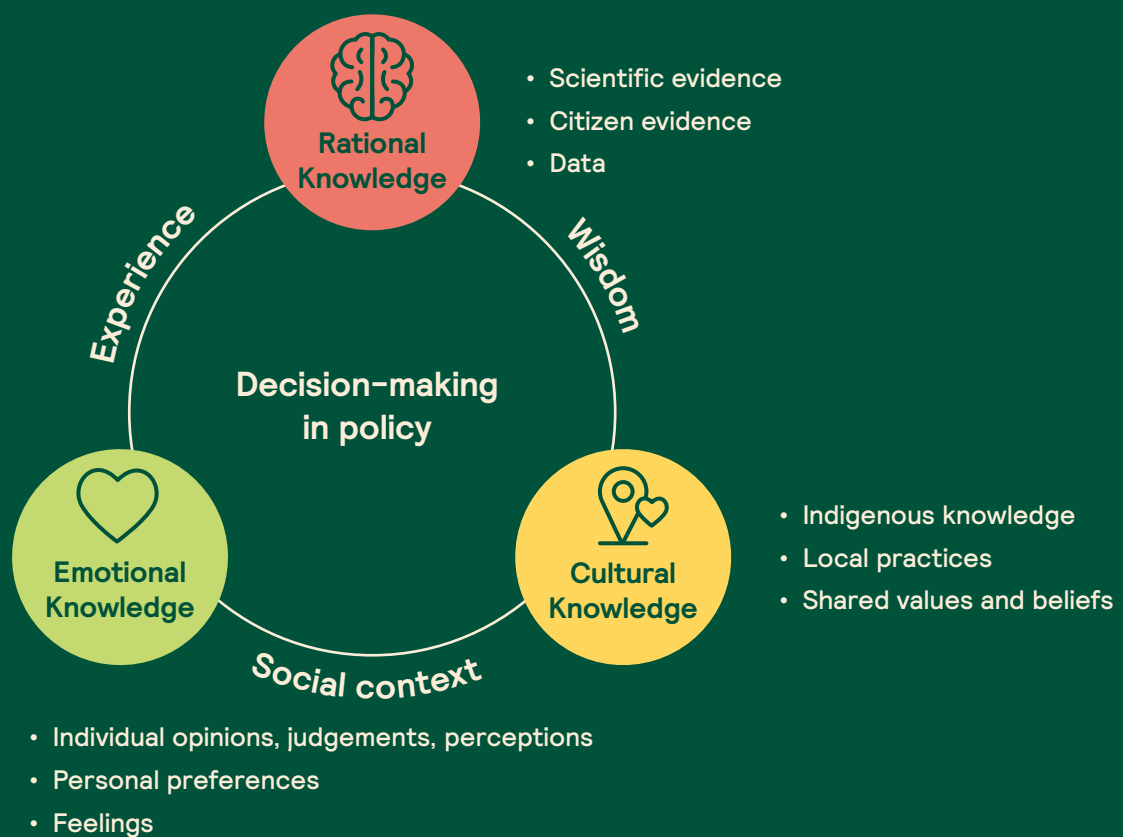 Rational
Knowledge
• Scientific evidence
• Citizen evidence
• Data
Experience
Wisdom
Decision-making
in policy
Emotional
Knowledge
Cultural
Knowledge
• Indigenous knowledge
• Local practices
• Shared values and beliefs
Social context
• Individual opinions, judgements, perceptions
• Personal preferences
• Feelings